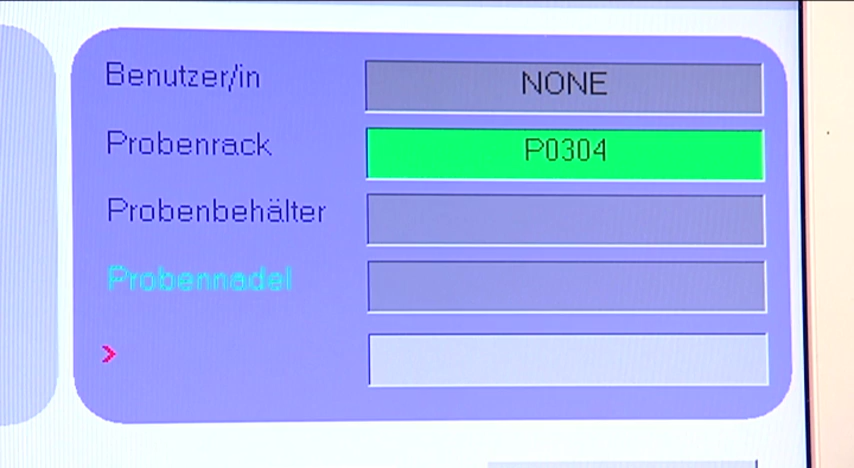 Benutzer/in NONE
Probenrack P0304
Probenbehälter
Probennadel
>